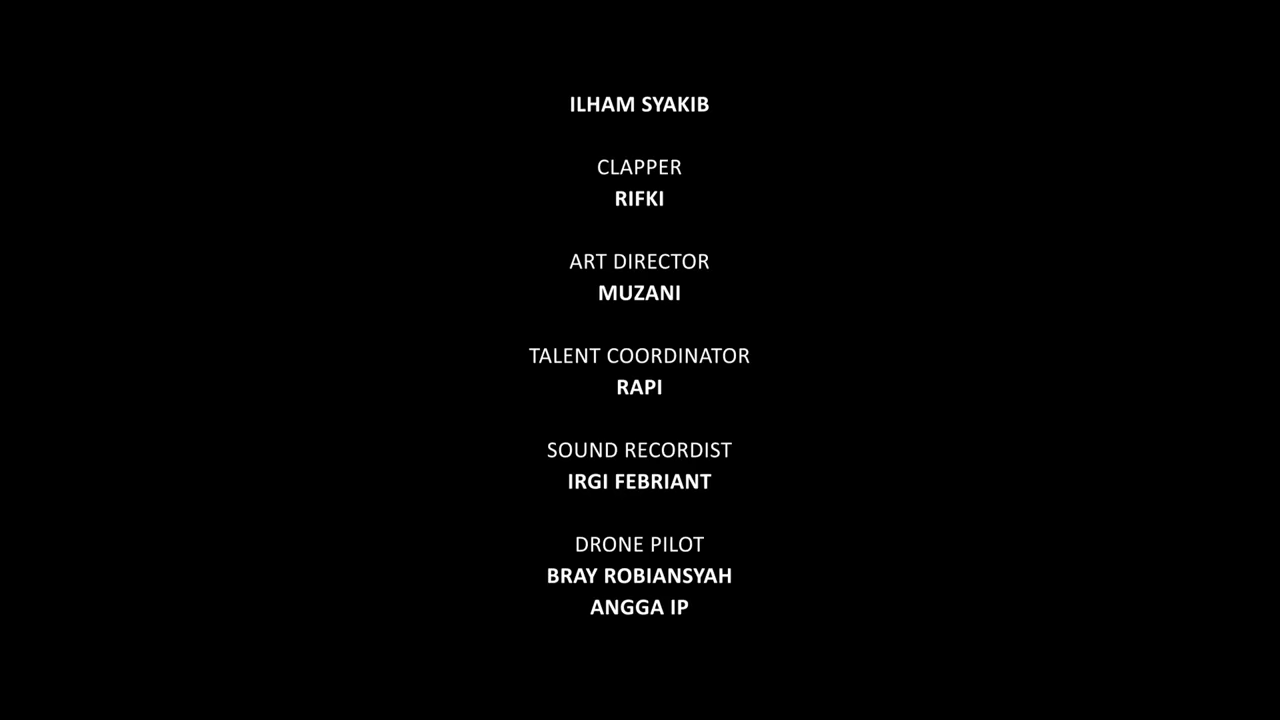 ILHAM SYAKIB
CLAPPER
RIFKI
ART DIRECTOR
MUZANI
TALENT COORDINATOR
RAPI
SOUND RECORDIST
IRGI FEBRIANT
DRONE PILOT
BRAY ROBIANSYAH
ANGGA IP